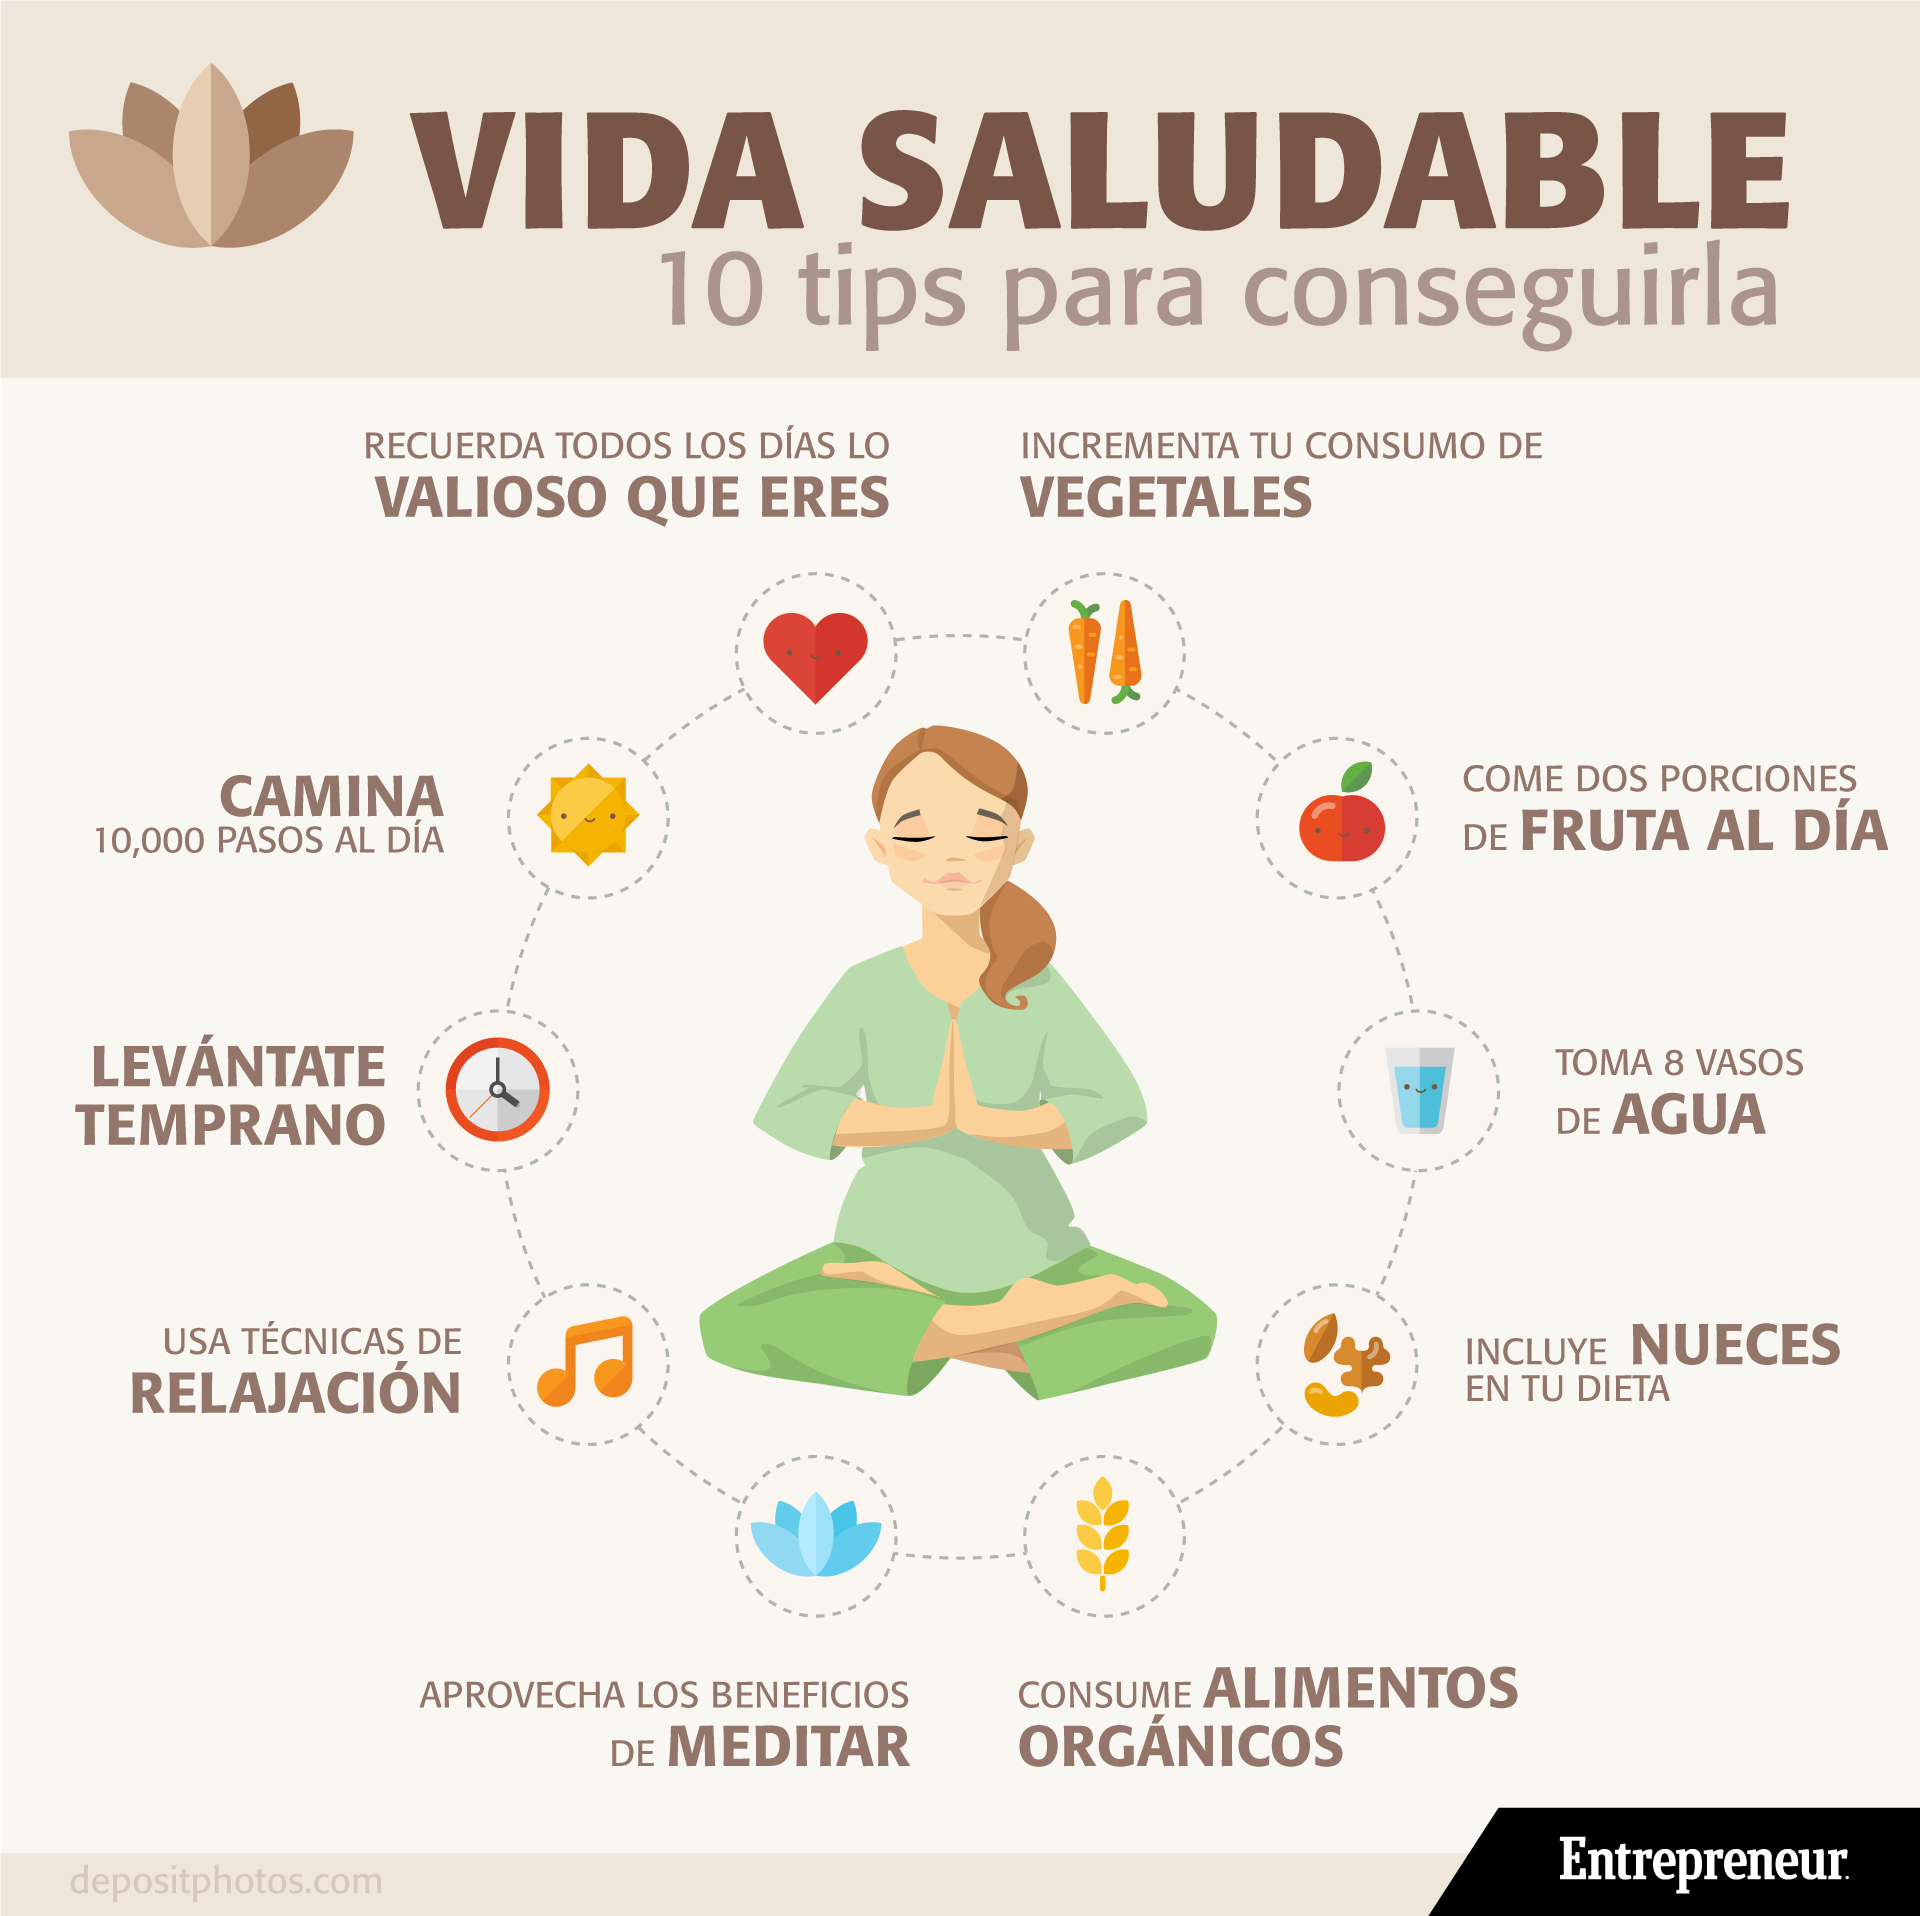 VIDA SALUDABLE
10 tips para conseguirla
RECUERDA TODOS LOS DÍAS LO
VALIOSO QUE ERES
INCREMENTA TU CONSUMO DE
VEGETALES
COME DOS PORCIONES
DE FRUTA AL DÍA
TOMA 8 VASOS
DE AGUA
INCLUYE NUECES
EN TU DIETA
CONSUME ALIMENTOS
ORGÁNICOS
APROVECHA LOS BENEFICIOS
DE MEDITAR
USA TÉCNICAS DE
RELAJACIÓN
LEVÁNTATE
TEMPRANO
CAMINA
10,000 PASOS AL DÍA
depositphotos.com
Entrepreneur